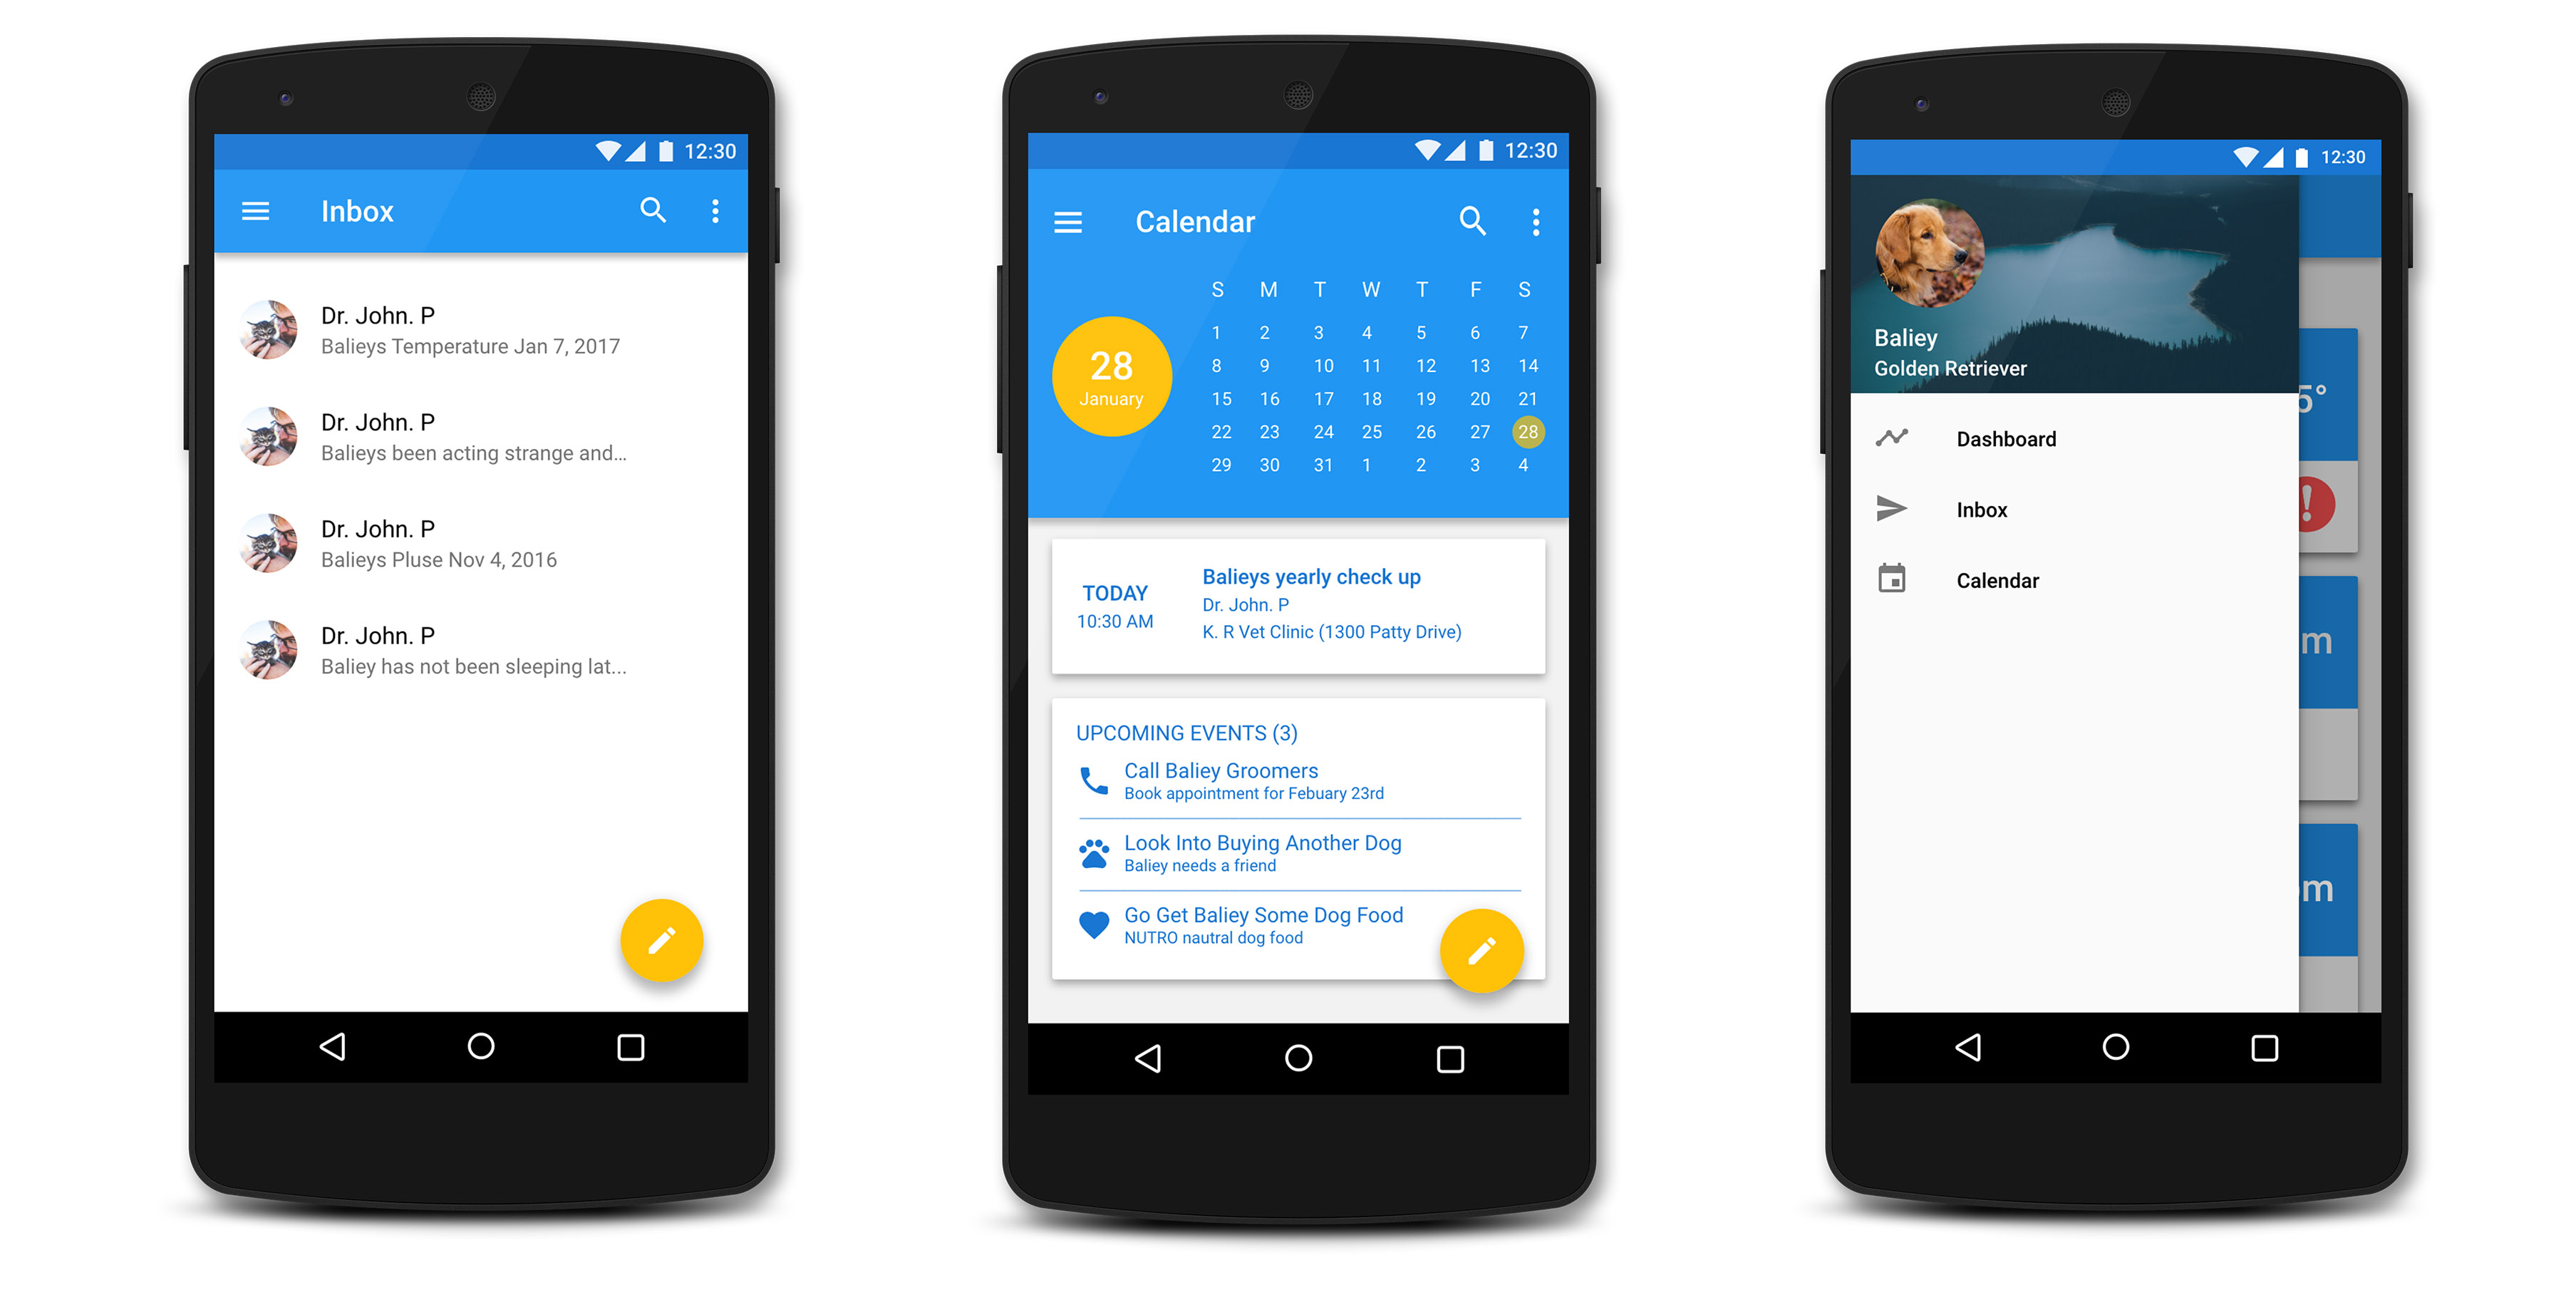 12:30
Inbox
Dr. John. P
Balieys Temperature Jan 7, 2017
Dr. John. P
Balieys been acting strange and...
Dr. John. P
Balieys Pluse Nov 4, 2016
Dr. John. P
Baliey has not been sleeping lat...
12:30
Calendar
S M T W T F S
1 2 3 4 5 6 7
8 9 10 11 12 13 14
15 16 17 18 19 20 21
22 23 24 25 26 27 28
29 30 31 1 2 3 4
28
January
TODAY
10:30 AM
Balieys yearly check up
Dr. John. P
K. R Vet Clinic (1300 Patty Drive)
UPCOMING EVENTS (3)
Call Baliey Groomers
Book appointment for Febuary 23rd
Look Into Buying Another Dog
Baliey needs a friend
Go Get Baliey Some Dog Food
NUTRO nautral dog food
12:30
Baliey
Golden Retriever
Dashboard
Inbox
Calendar
5°
m
m